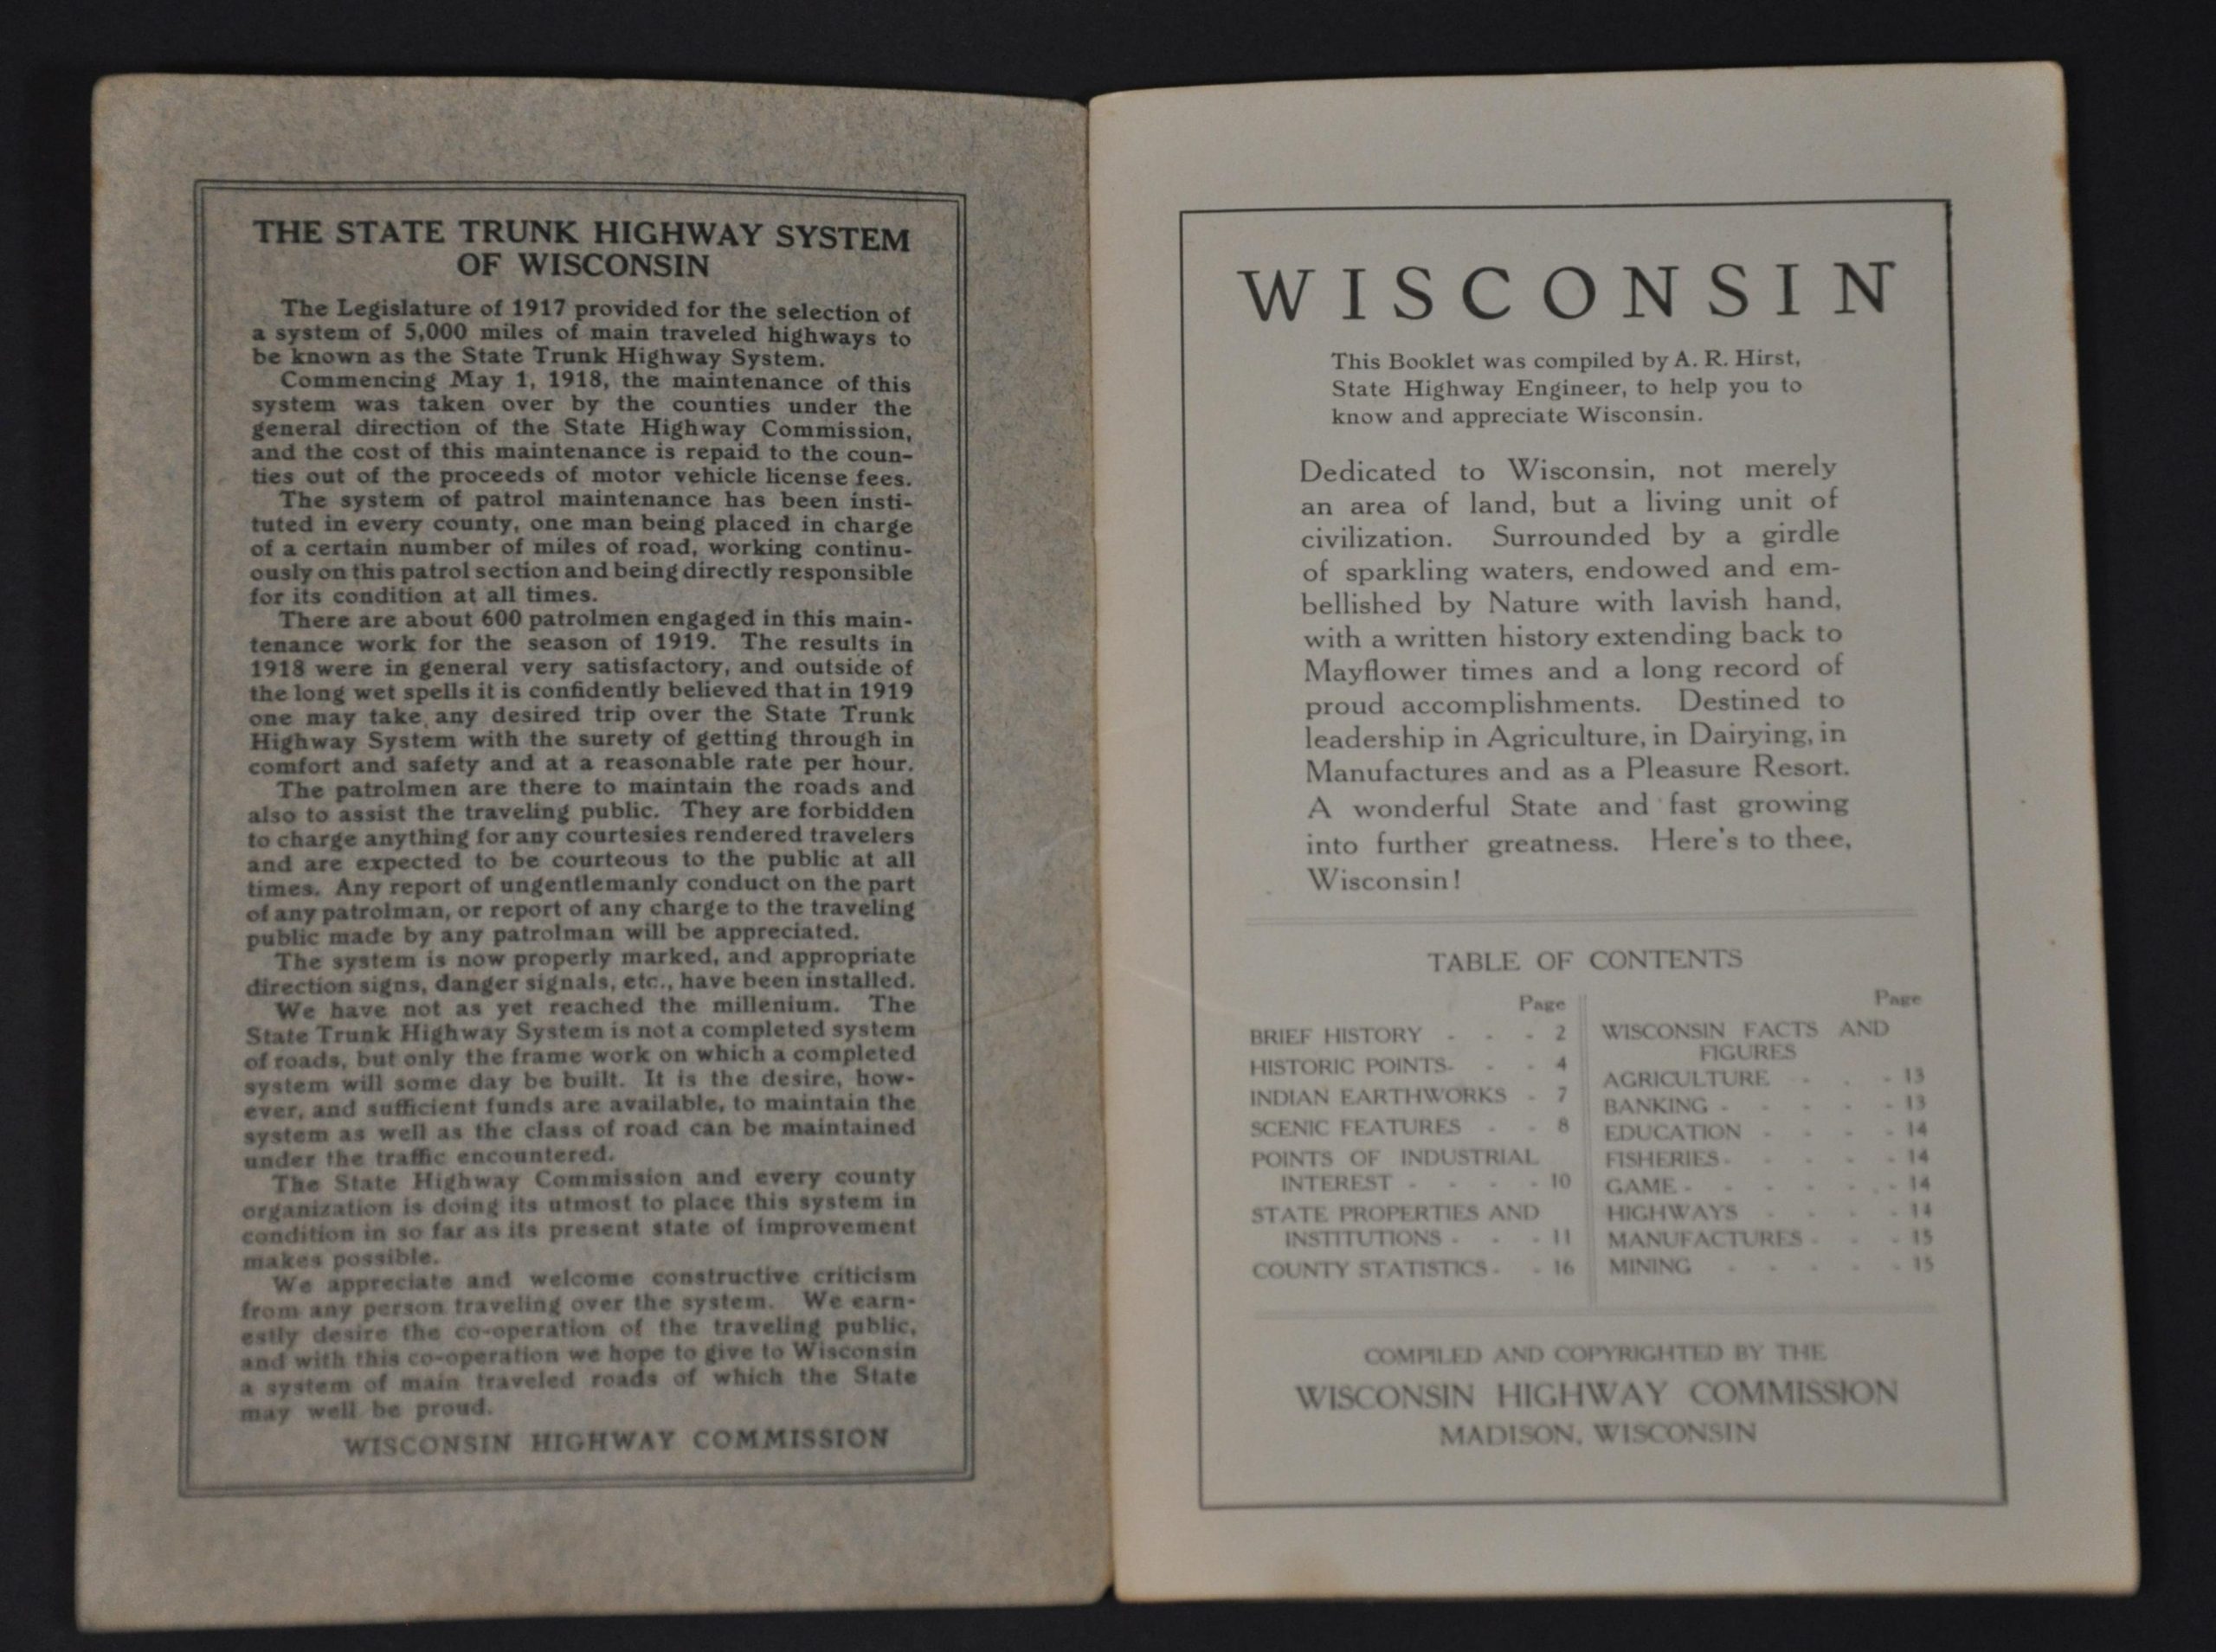 THE STATE TRUNK HIGHWAY SYSTEM
OF WISCONSIN
The Legislature of 1917 provided for the selection of
a system of 5,000 miles of main traveled highways to
be known as the State Trunk Highway System.
Commencing May 1, 1918, the maintenance of this
system was taken over by the counties under the
general direction of the State Highway Commission,
and the cost of this maintenance is repaid to the coun-
ties out of the proceeds of motor vehicle license fees.
The system of patrol maintenance has been insti-
tuted in every county, one man being placed in charge
of a certain number of miles of road, working continu-
ously on this patrol section and being directly responsible
for its condition at all times.
There are about 600 patrolmen engaged in this main-
tenance work for the season of 1919. The results in
1918 were in general very satisfactory, and outside of
the long wet spells it is confidently believed that in 1919
one may take any desired trip over the State Trunk
Highway System with the surety of getting through in
comfort and safety and at a reasonable rate per hour.
The patrolmen are there to maintain the roads and
also to assist the traveling public. They are forbidden
to charge anything for any courtesies rendered travelers
and are expected to be courteous to the public at all
times. Any report of ungentlemanly conduct on the part
of any patrolman, or report of any charge to the traveling
public made by any patrolman will be appreciated.
The system is now properly marked, and appropriate
direction signs, danger signals, etc., have been installed.
We have not as yet reached the millenium. The
State Trunk Highway System is not a completed system
of roads, but only the frame work on which a completed
system will some day be built. It is the desire, how-
ever, and sufficient funds are available, to maintain the
system as well as the class of road can be maintained
under the traffic encountered.
The State Highway Commission and every county
organization is doing its utmost to place this system in
condition in so far as its present state of improvement
makes possible.
We appreciate and welcome constructive criticism
from any person traveling over the system. We earn-
estly desire the co-operation of the traveling public,
and with this co-operation we hope to give to Wisconsin
a system of main traveled roads of which the State
may well be proud.
WISCONSIN HIGHWAY COMMISSION
WISCONSIN
This Booklet was compiled by A. R. Hirst,
State Highway Engineer, to help you to
know and appreciate Wisconsin.
Dedicated to Wisconsin, not merely
an area of land, but a living unit of
civilization. Surrounded by a girdle
of sparkling waters, endowed and em-
bellished by Nature with lavish hand,
with a written history extending back to
Mayflower times and a long record of
proud accomplishments. Destined to
leadership in Agriculture, in Dairying, in
Manufactures and as a Pleasure Resort.
A wonderful State and fast growing
into further greatness. Here's to thee,
Wisconsin!
TABLE OF CONTENTS
Page
BRIEF HISTORY - - - 2
HISTORIC POINTS - - - 4
INDIAN EARTHWORKS - 7
SCENIC FEATURES - - 8
POINTS OF INDUSTRIAL
INTEREST - - - - 10
STATE PROPERTIES AND
INSTITUTIONS - - - 11
COUNTY STATISTICS - - 16
Page
WISCONSIN FACTS AND
FIGURES
AGRICULTURE - - - 13
BANKING - - - - - 13
EDUCATION - - - - 14
FISHERIES - - - - - 14
GAME - - - - - - 14
HIGHWAYS - - - - 14
MANUFACTURES - - - 15
MINING - - - - - 15
COMPILED AND COPYRIGHTED BY THE
WISCONSIN HIGHWAY COMMISSION
MADISON, WISCONSIN